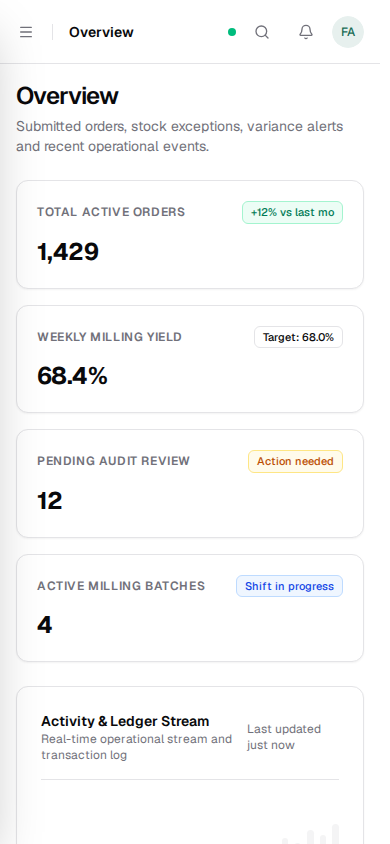 Overview
FA
Overview
Submitted orders, stock exceptions, variance alerts
and recent operational events.
TOTAL ACTIVE ORDERS
+12% vs last mo
1,429
WEEKLY MILLING YIELD
Target: 68.0%
68.4%
PENDING AUDIT REVIEW
Action needed
12
ACTIVE MILLING BATCHES
Shift in progress
4
Activity & Ledger Stream
Real-time operational stream and
transaction log
Last updated
just now